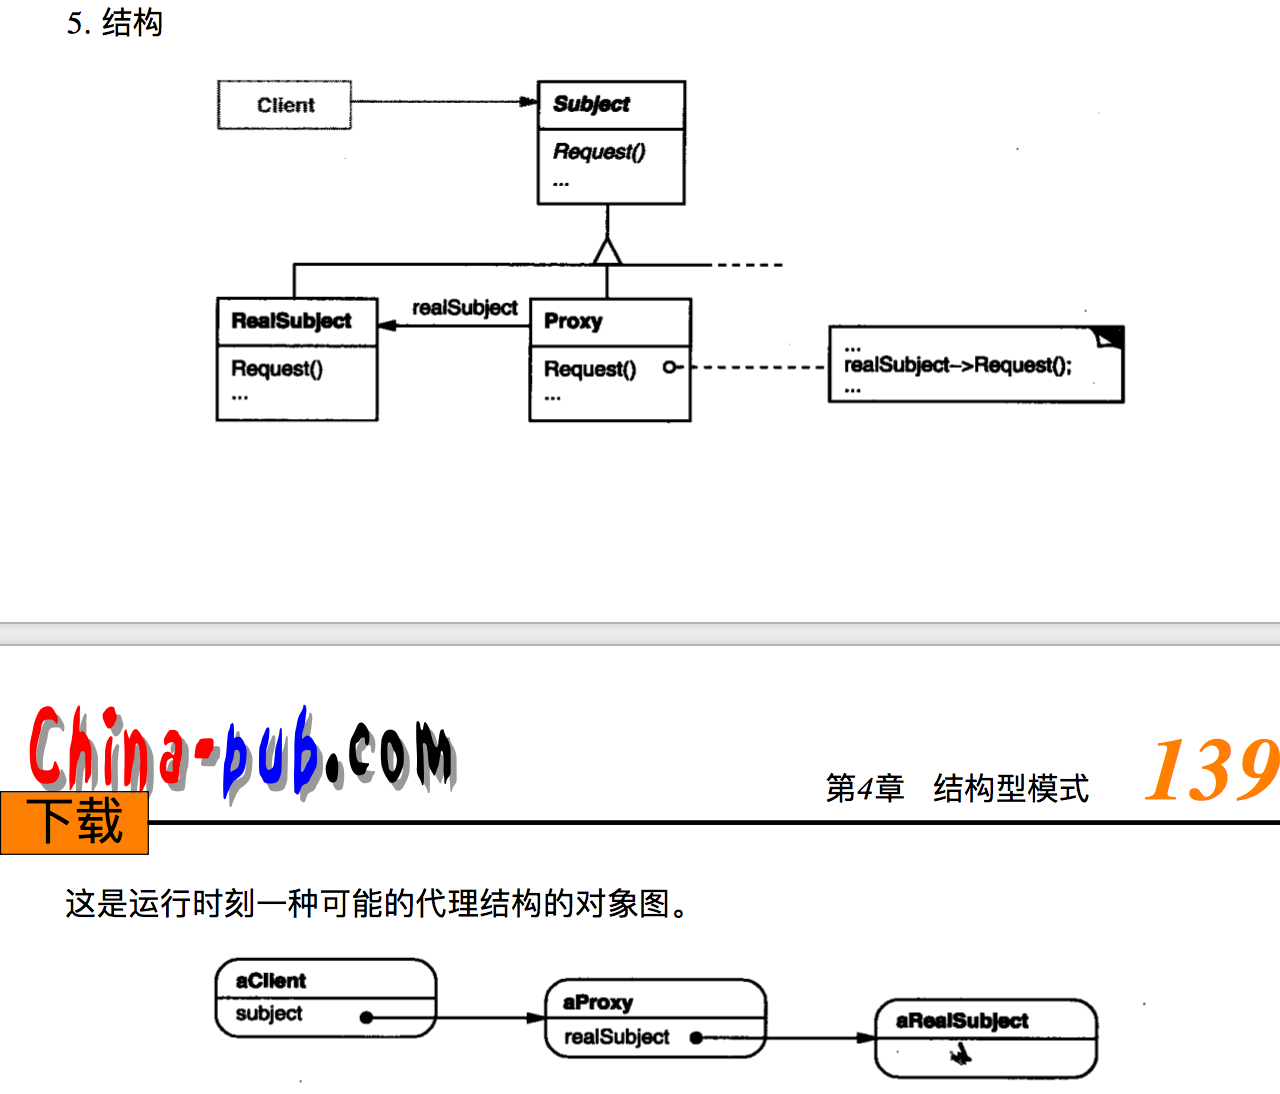 5. 结构
Client
Subject
Request()
...
realSubject
RealSubject
Request()
...
Proxy
Request()
...
...
realSubject->Request();
...
China-pub.com
下载
第4章 结构型模式
139
这是运行时刻一种可能的代理结构的对象图。
aClient
subject
aProxy
realSubject
aRealSubject